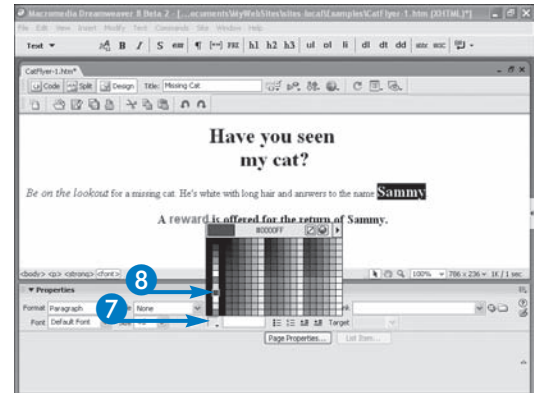 Macromedia Dreamweaver 8 Beta 2 - [...ocuments\MyWebSites\sites-local\Examples\CatFlyer-1.htm (XHTML)*]
File Edit View Insert Modify Text Commands Site Window Help
Text B I S em ¶ [""] PRE h1 h2 h3 ul ol li dl dt dd abbr
CatFlyer-1.htm*
Code Split Design Title: Missing Cat
Have you seen
my cat?
Be on the lookout for a missing cat. He's white with long hair and answers to the name Sammy
A reward is offered for the return of Sammy.
#0000FF
<body> <p> <strong> <font> 100% 786 x 236 1K / 1 sec
8
Properties
Format Paragraph None
7
Font Default Font Target
Page Properties... List Item...